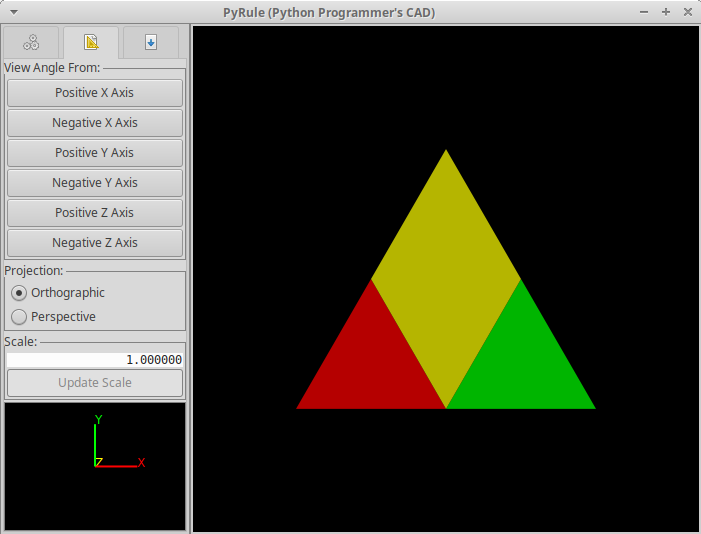 PyRule (Python Programmer's CAD)
View Angle From:
Positive X Axis
Negative X Axis
Positive Y Axis
Negative Y Axis
Positive Z Axis
Negative Z Axis
Projection:
Orthographic
Perspective
Scale:
1.000000
Update Scale
Y
Z
X